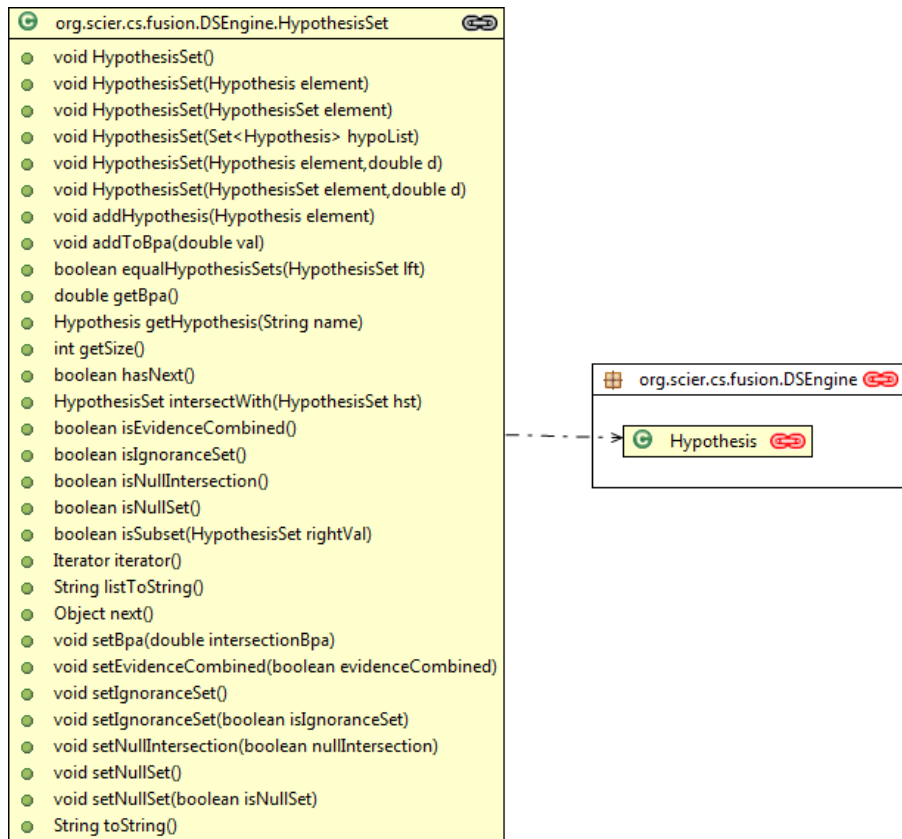 org.scier.cs.fusion.DSEngine.HypothesisSet
void HypothesisSet()
void HypothesisSet(Hypothesis element)
void HypothesisSet(HypothesisSet element)
void HypothesisSet(Set<Hypothesis> hypoList)
void HypothesisSet(Hypothesis element,double d)
void HypothesisSet(HypothesisSet element,double d)
void addHypothesis(Hypothesis element)
void addToBpa(double val)
boolean equalHypothesisSets(HypothesisSet lft)
double getBpa()
Hypothesis getHypothesis(String name)
int getSize()
boolean hasNext()
HypothesisSet intersectWith(HypothesisSet hst)
boolean isEvidenceCombined()
boolean isIgnoranceSet()
boolean isNullIntersection()
boolean isNullSet()
boolean isSubset(HypothesisSet rightVal)
Iterator iterator()
String listToString()
Object next()
void setBpa(double intersectionBpa)
void setEvidenceCombined(boolean evidenceCombined)
void setIgnoranceSet()
void setIgnoranceSet(boolean isIgnoranceSet)
void setNullIntersection(boolean nullIntersection)
void setNullSet()
void setNullSet(boolean isNullSet)
String toString()
org.scier.cs.fusion.DSEngine
Hypothesis